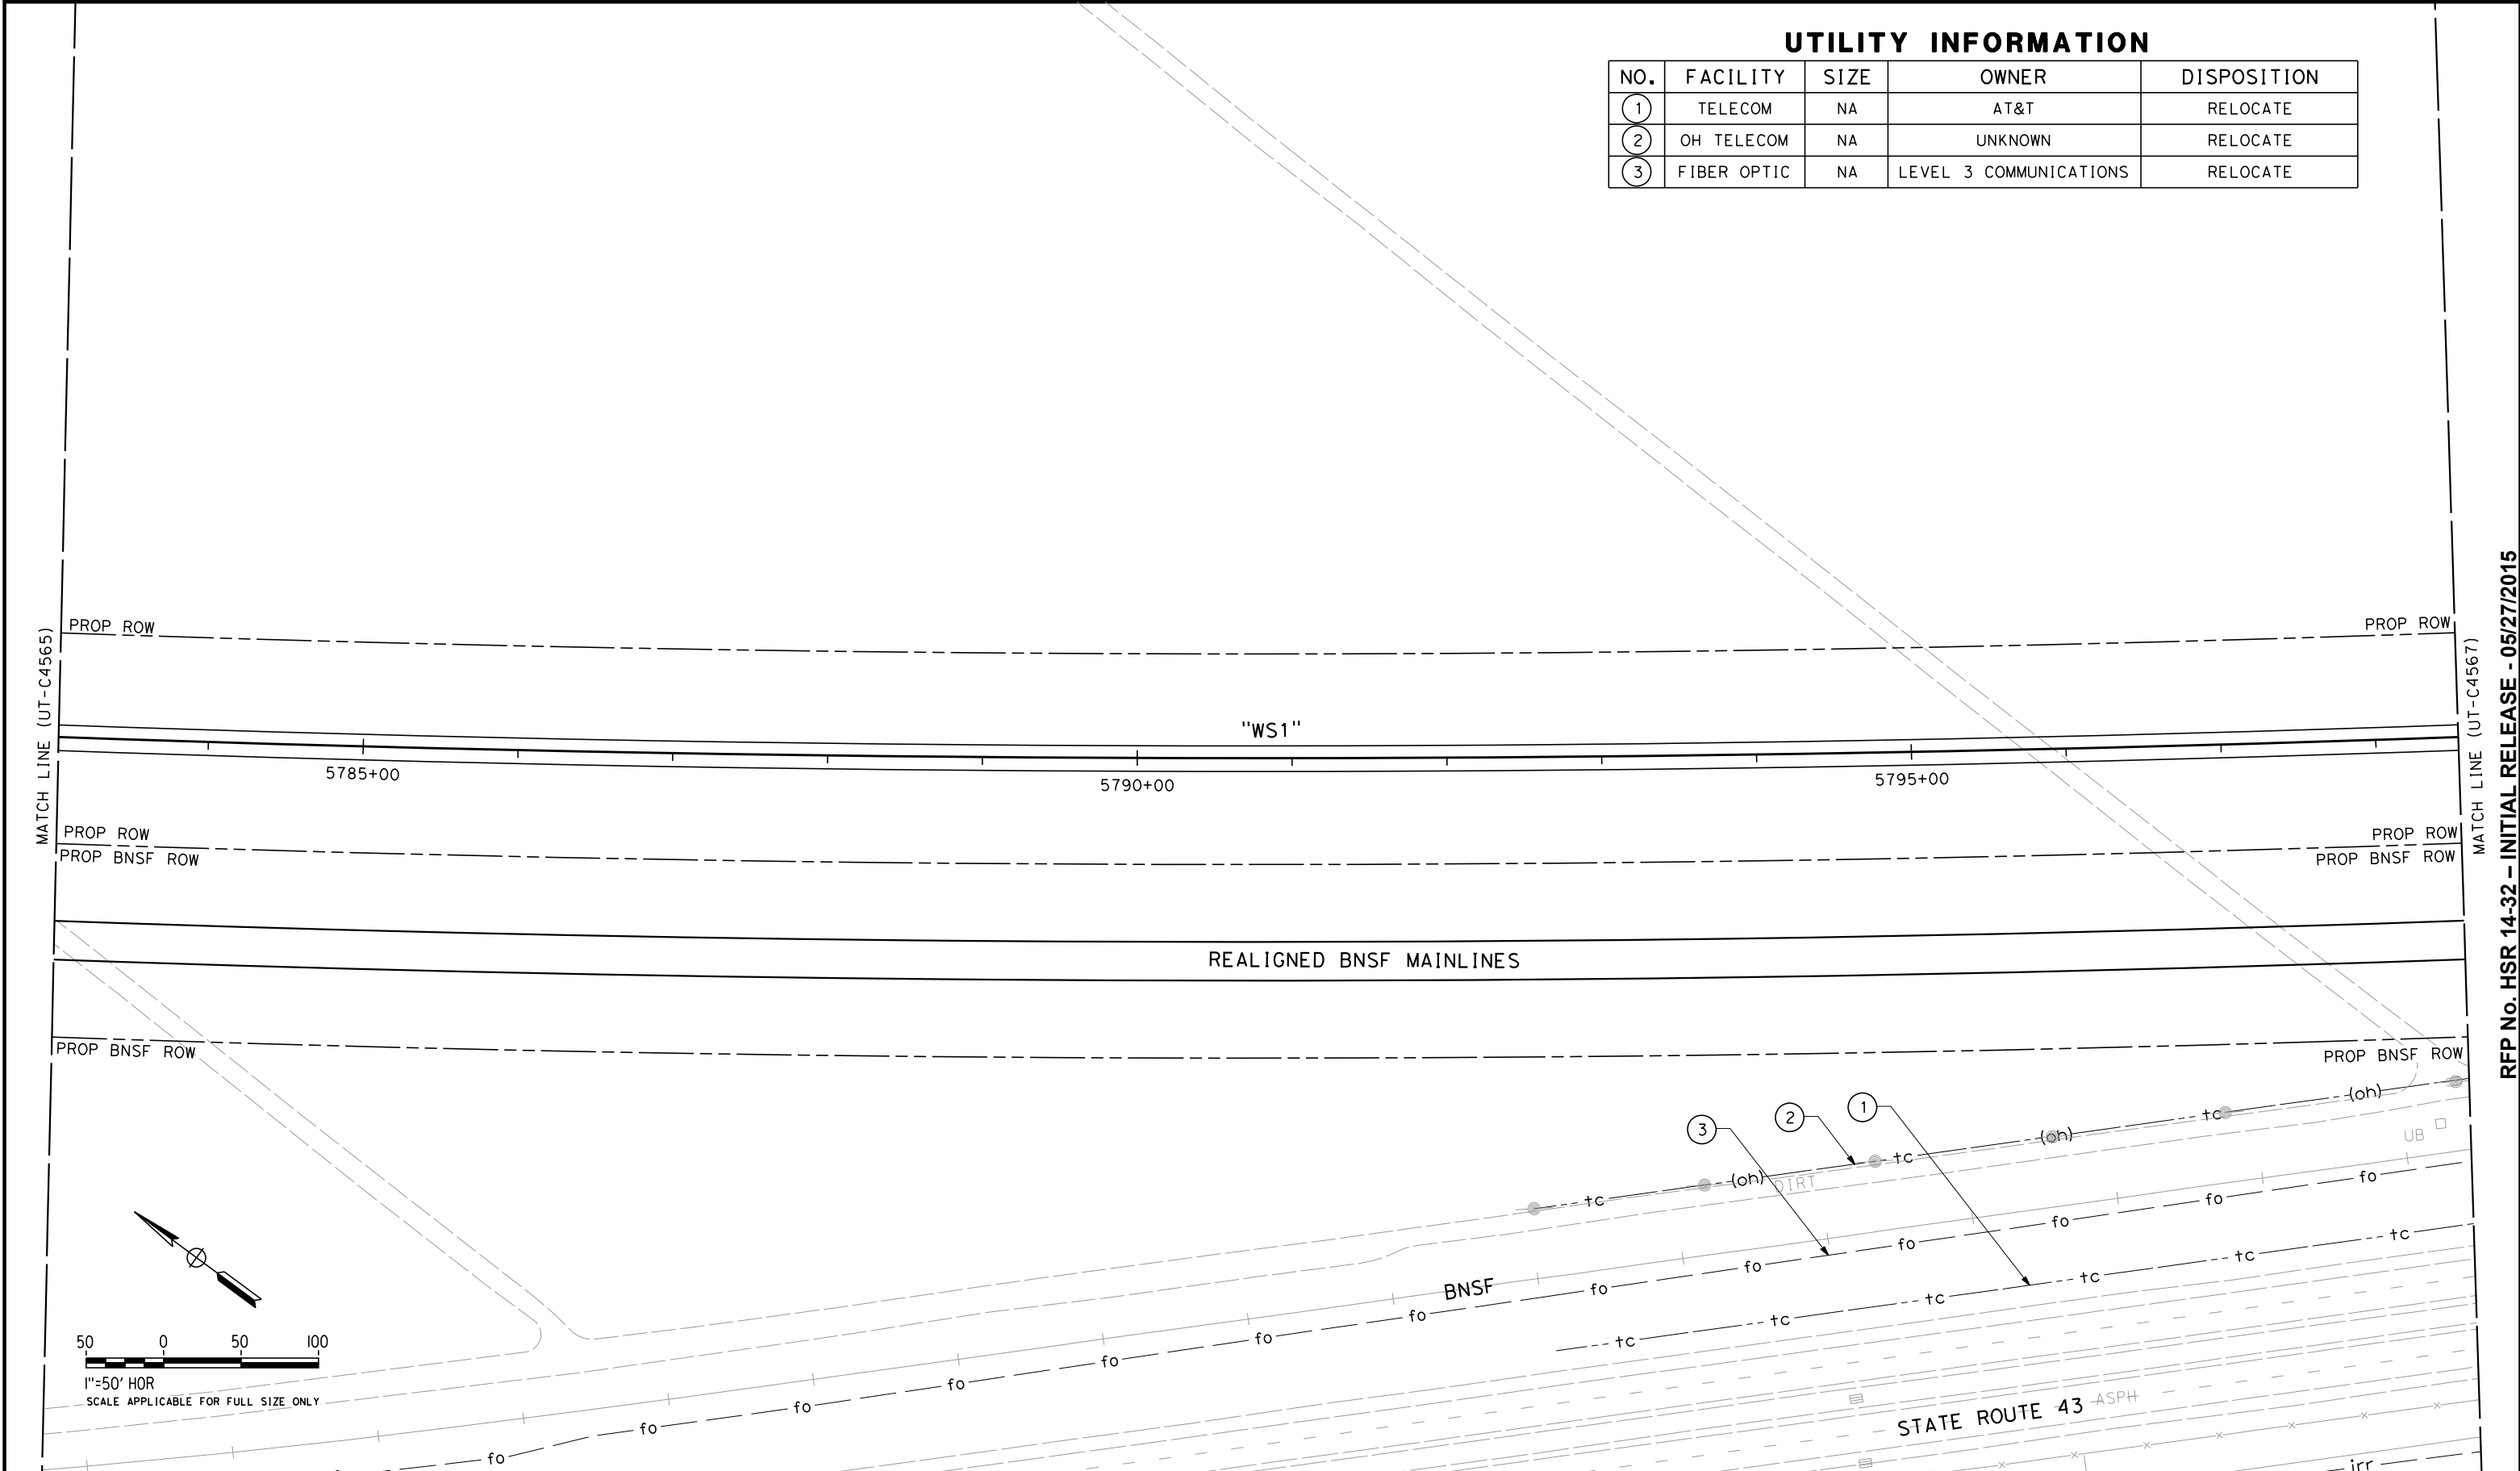 UTILITY INFORMATION
NO. FACILITY SIZE OWNER DISPOSITION
1 TELECOM NA AT&T RELOCATE
2 OH TELECOM NA UNKNOWN RELOCATE
3 FIBER OPTIC NA LEVEL 3 COMMUNICATIONS RELOCATE
PROP ROW
PROP ROW
MATCH LINE (UT-C4565)
MATCH LINE (UT-C4567)
RFP No. HSR 14-32 – INITIAL RELEASE - 05/27/2015
"WS1"
5785+00
5790+00
5795+00
PROP ROW
PROP BNSF ROW
PROP ROW
PROP BNSF ROW
REALIGNED BNSF MAINLINES
PROP BNSF ROW
PROP BNSF ROW
3
2
1
tc
(oh)
tc
(oh)
tc
(oh)
DIRT
UB
BNSF
fo
fo
fo
fo
fo
fo
fo
fo
fo
fo
fo
fo
fo
tc
tc
tc
tc
tc
tc
50 0 50 100
1"=50' HOR
SCALE APPLICABLE FOR FULL SIZE ONLY
STATE ROUTE 43
ASPH
irr